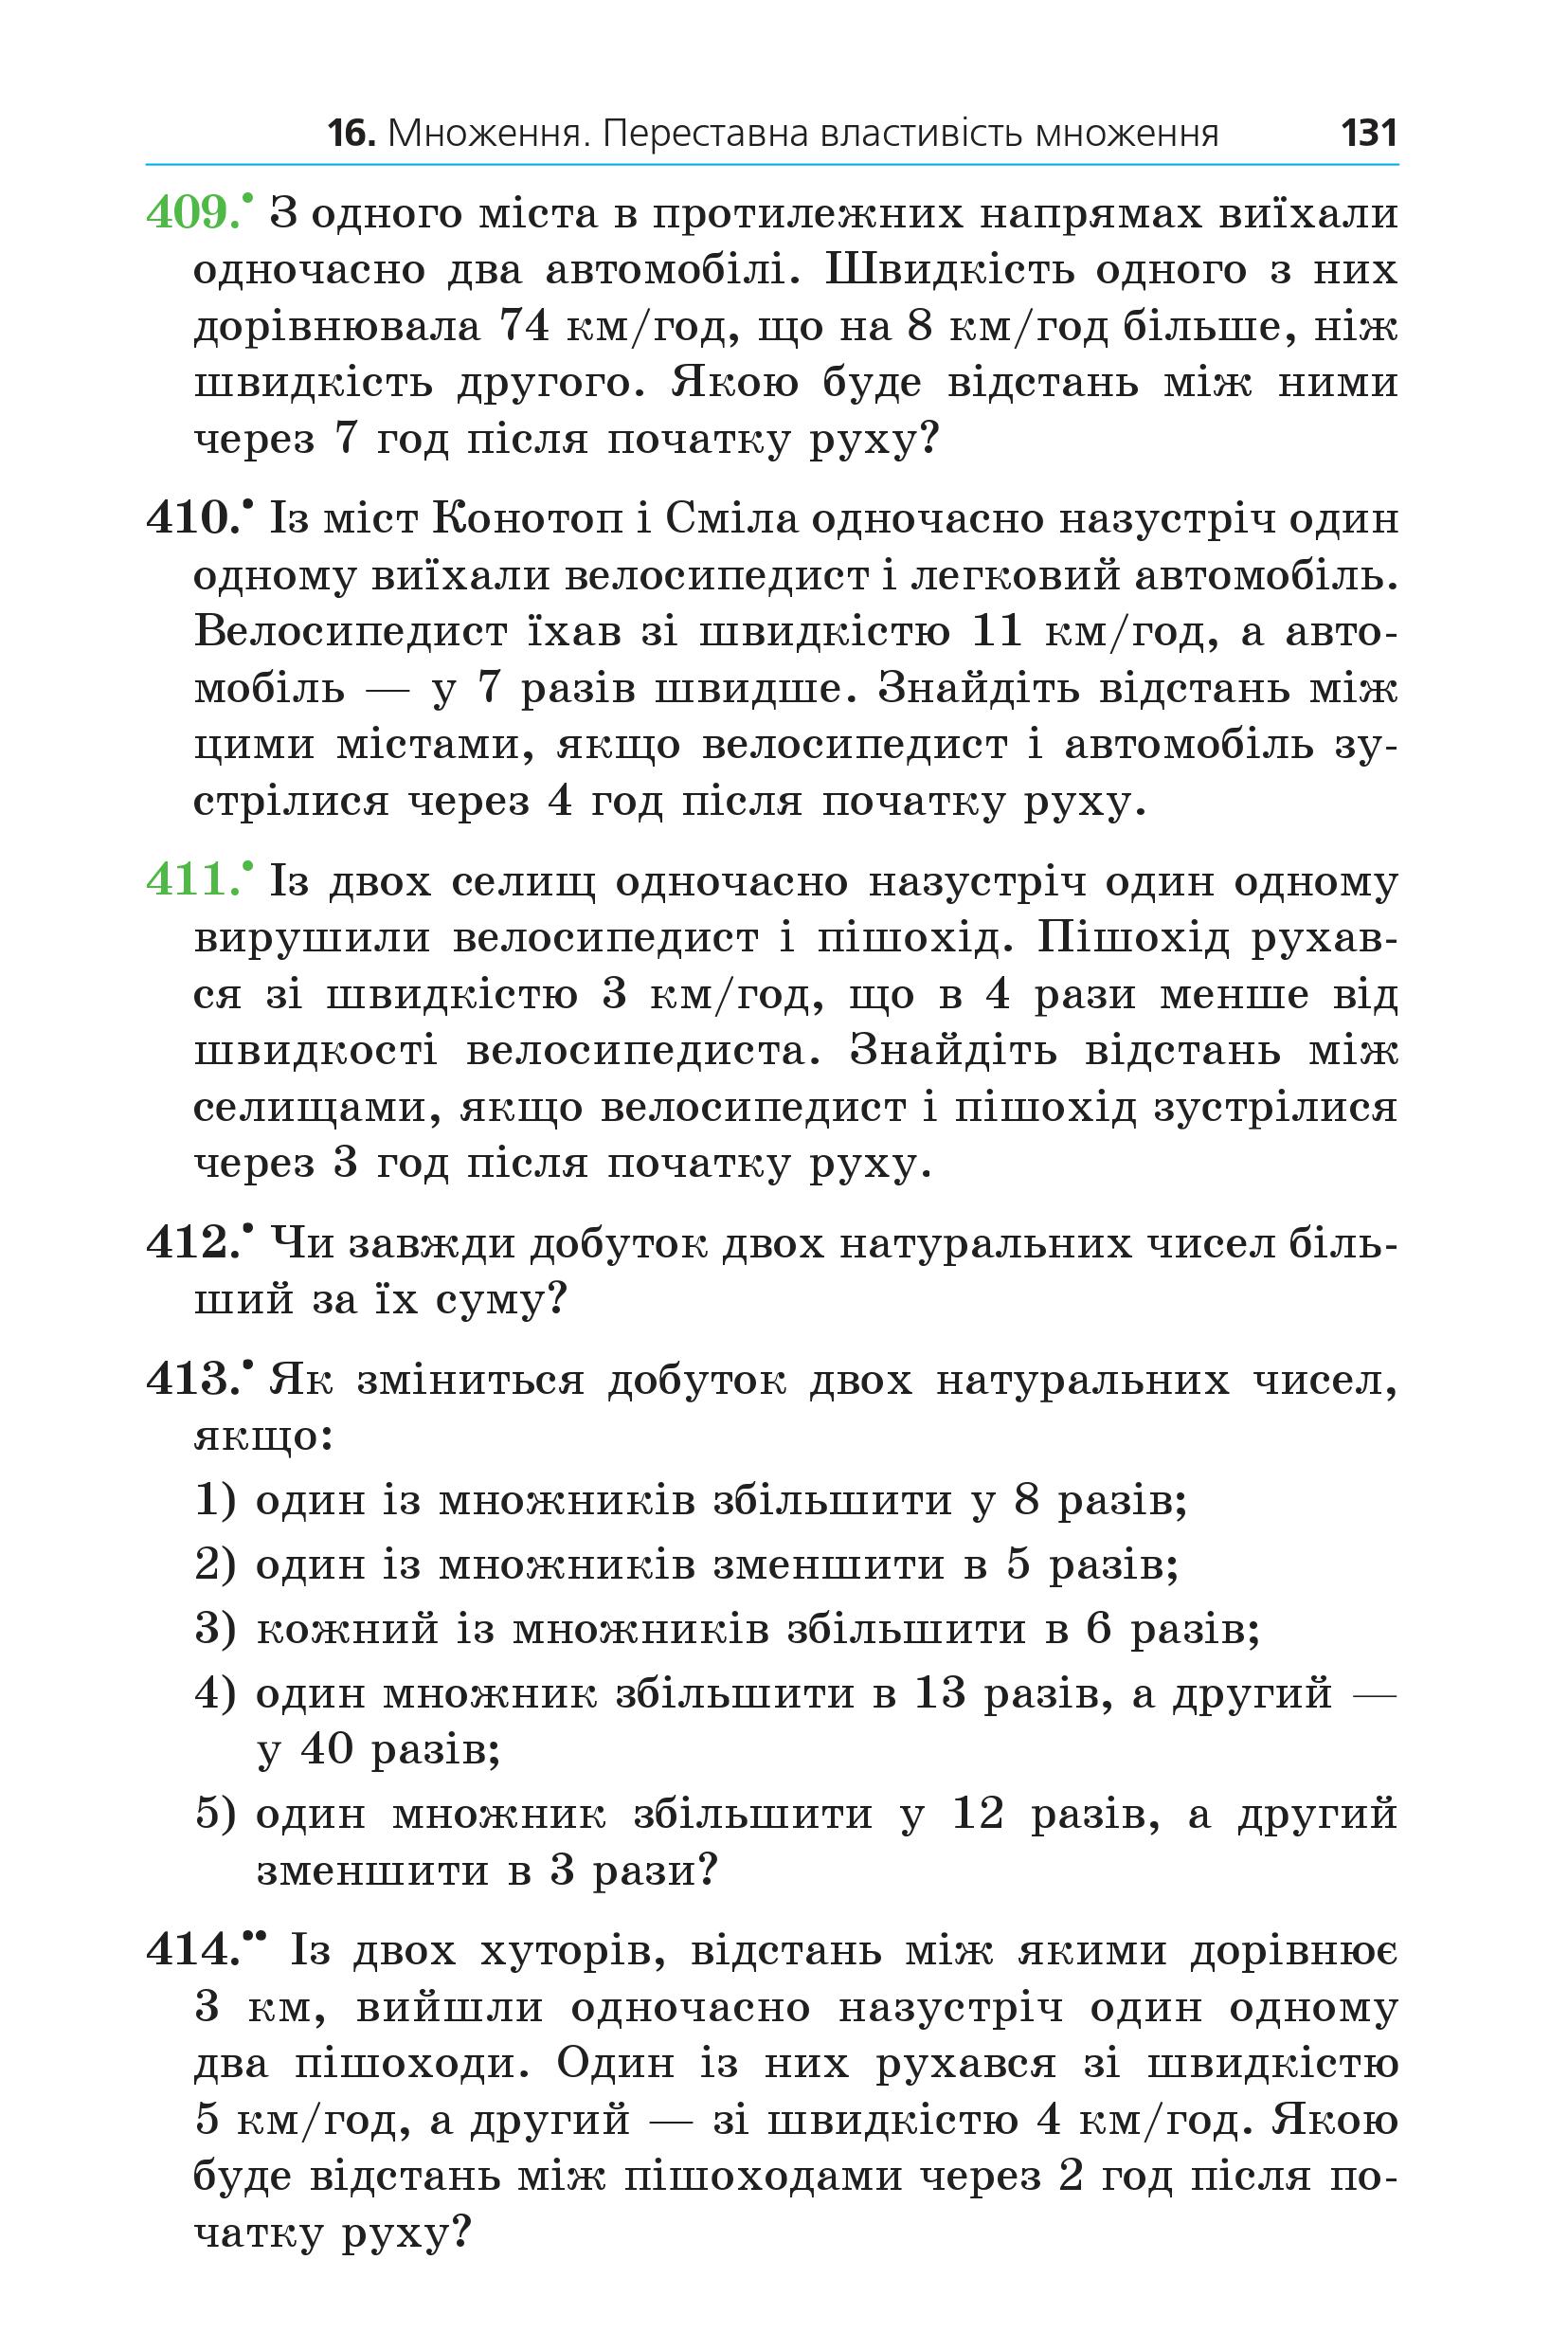 16. Множення. Переставна властивість множення 131
409.• З одного міста в протилежних напрямах виїхали
одночасно два автомобілі. Швидкість одного з них
дорівнювала 74 км/год, що на 8 км/год більше, ніж
швидкість другого. Якою буде відстань між ними
через 7 год після початку руху?
410.• Із міст Конотоп і Сміла одночасно назустріч один
одному виїхали велосипедист і легковий автомобіль.
Велосипедист їхав зі швидкістю 11 км/год, а авто-
мобіль — у 7 разів швидше. Знайдіть відстань між
цими містами, якщо велосипедист і автомобіль зу-
стрілися через 4 год після початку руху.
411.• Із двох селищ одночасно назустріч один одному
вирушили велосипедист і пішохід. Пішохід рухав-
ся зі швидкістю 3 км/год, що в 4 рази менше від
швидкості велосипедиста. Знайдіть відстань між
селищами, якщо велосипедист і пішохід зустрілися
через 3 год після початку руху.
412.• Чи завжди добуток двох натуральних чисел біль-
ший за їх суму?
413.• Як зміниться добуток двох натуральних чисел,
якщо:
1) один із множників збільшити у 8 разів;
2) один із множників зменшити в 5 разів;
3) кожний із множників збільшити в 6 разів;
4) один множник збільшити в 13 разів, а другий —
у 40 разів;
5) один множник збільшити у 12 разів, а другий
зменшити в 3 рази?
414.•• Із двох хуторів, відстань між якими дорівнює
3 км, вийшли одночасно назустріч один одному
два пішоходи. Один із них рухався зі швидкістю
5 км/год, а другий — зі швидкістю 4 км/год. Якою
буде відстань між пішоходами через 2 год після по-
чатку руху?